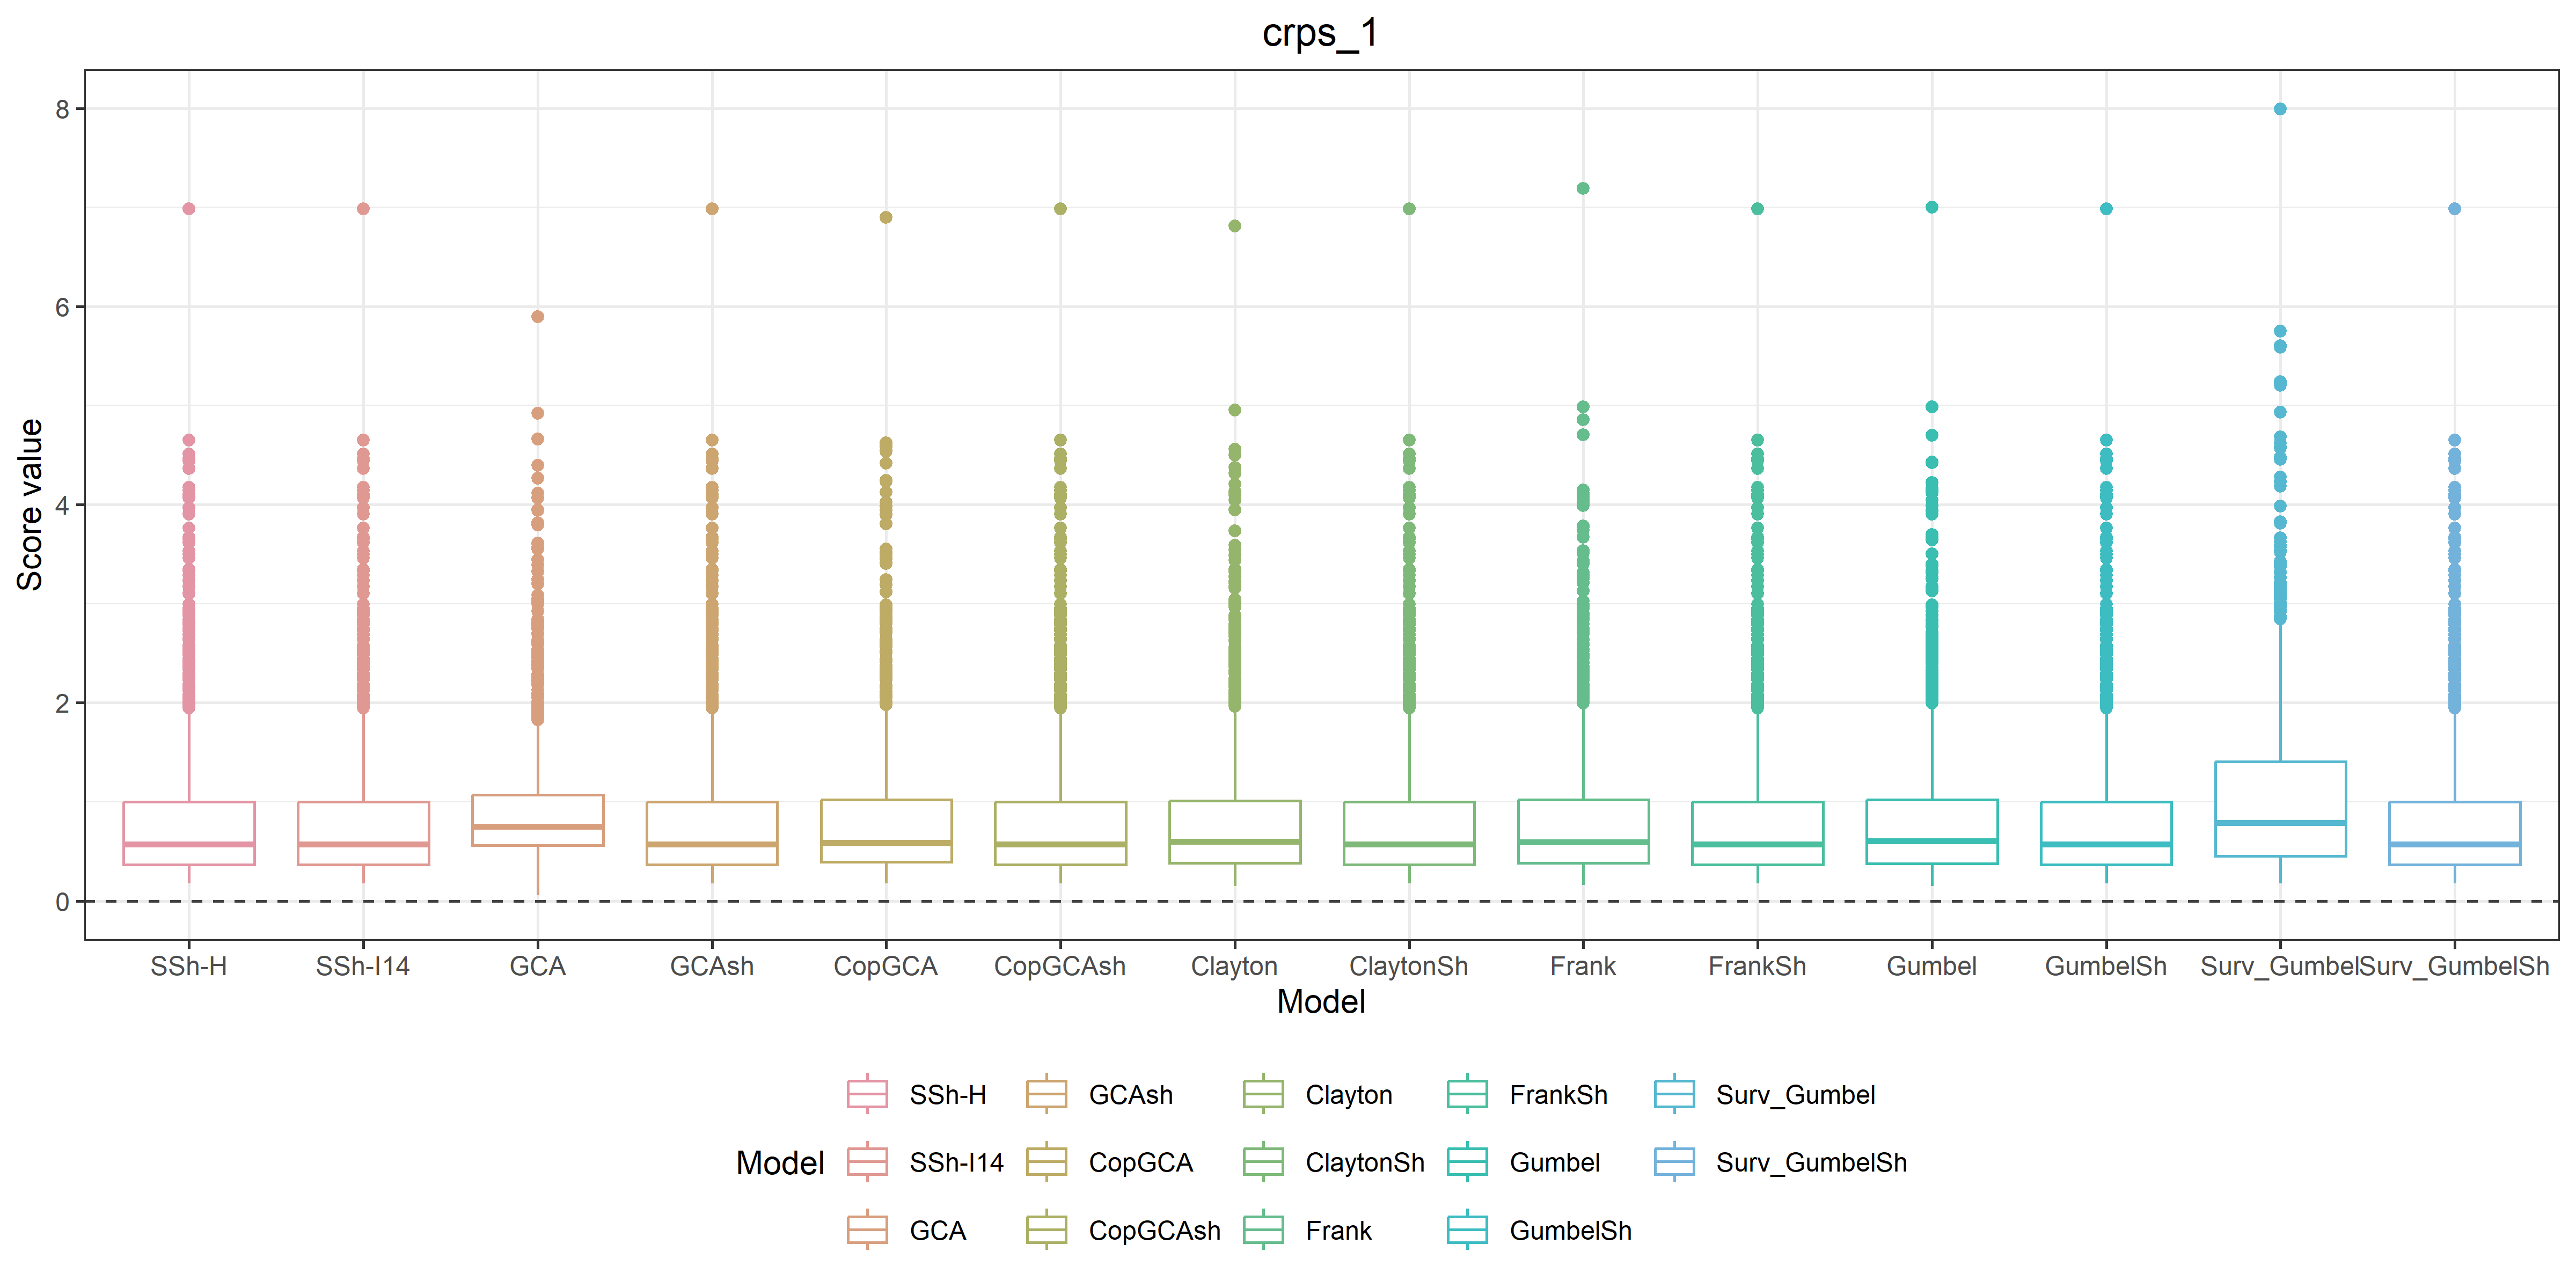 crps_1
8
6
4
2
0
Score value
SSh-H SSh-I14 GCA GCAsh CopGCA CopGCAsh Clayton ClaytonSh Frank FrankSh Gumbel GumbelSh Surv_Gumbel Surv_GumbelSh
Model
SSh-H GCAsh Clayton FrankSh Surv_Gumbel
Model SSh-I14 CopGCA ClaytonSh Gumbel Surv_GumbelSh
GCA CopGCAsh Frank GumbelSh